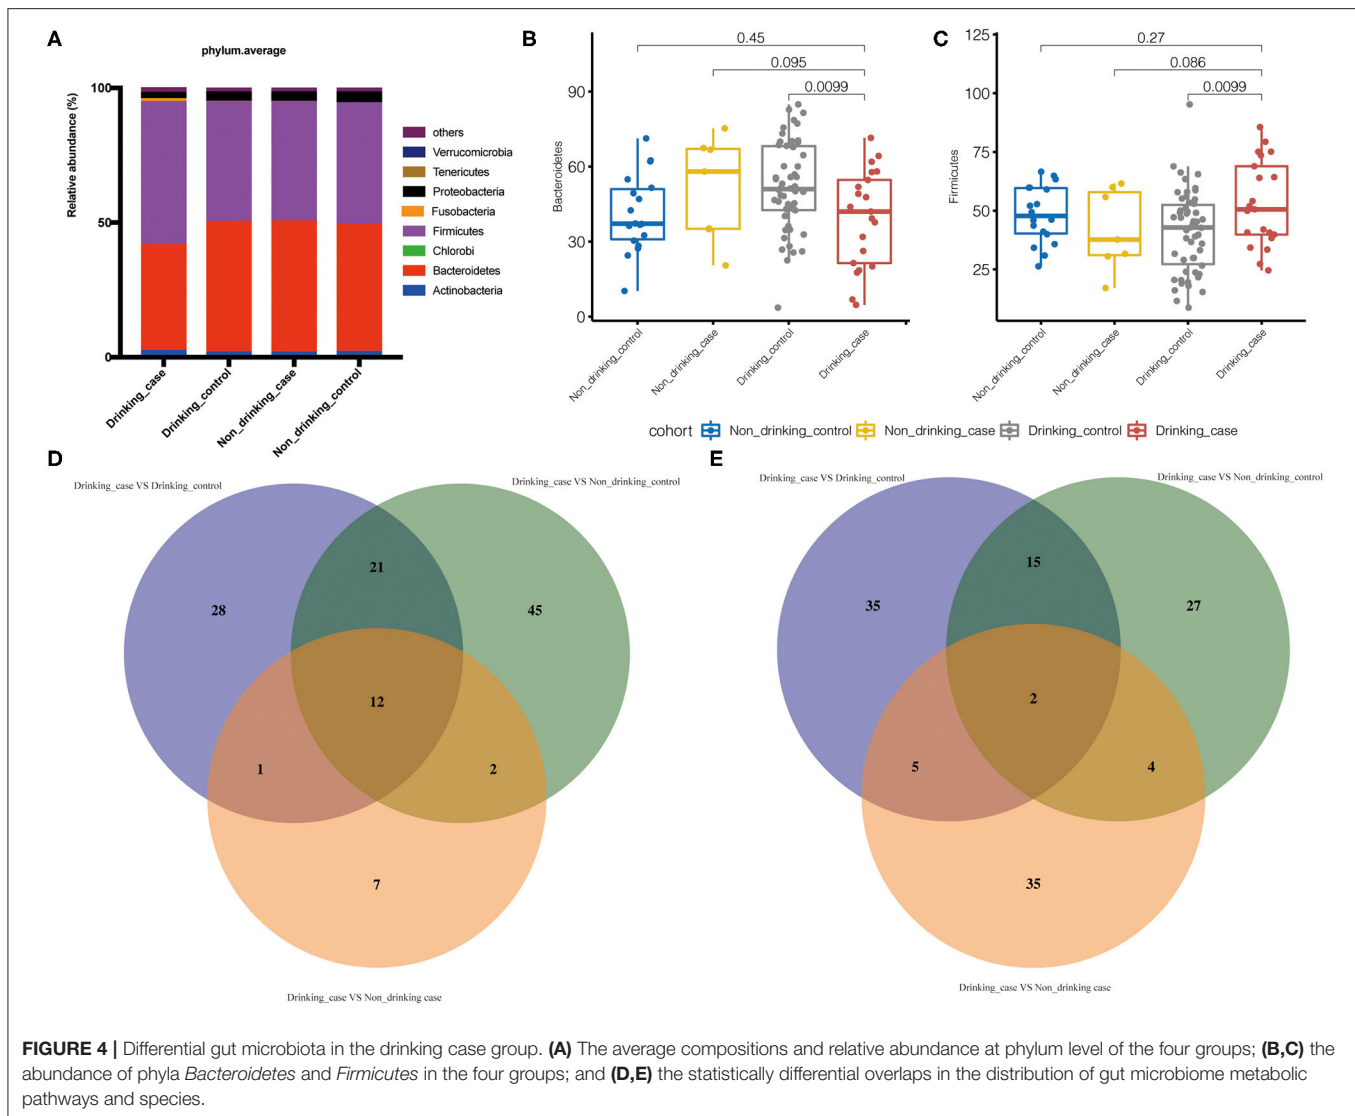 A
phylum.average
Relative abundance (%)
100
50
0
Drinking_case
Drinking_control
Non_drinking_case
Non_drinking_control
others
Verrucomicrobia
Tenericutes
Proteobacteria
Fusobacteria
Firmicutes
Chlorobi
Bacteroidetes
Actinobacteria
B
Bacteroidetes
90
60
30
0
0.45
0.095
0.0099
Non_drinking_control
Non_drinking_case
Drinking_control
Drinking_case
C
Firmicutes
125
100
75
50
25
0.27
0.086
0.0099
Non_drinking_control
Non_drinking_case
Drinking_control
Drinking_case
cohort Non_drinking_control Non_drinking_case Drinking_control Drinking_case
D
Drinking_case VS Drinking_control
Drinking_case VS Non_drinking_control
21
28
45
12
1
2
7
Drinking_case VS Non_drinking case
E
Drinking_case VS Drinking_control
Drinking_case VS Non_drinking_control
15
35
27
2
5
4
35
Drinking_case VS Non_drinking case
FIGURE 4 | Differential gut microbiota in the drinking case group. (A) The average compositions and relative abundance at phylum level of the four groups; (B,C) the
abundance of phyla Bacteroidetes and Firmicutes in the four groups; and (D,E) the statistically differential overlaps in the distribution of gut microbiome metabolic
pathways and species.